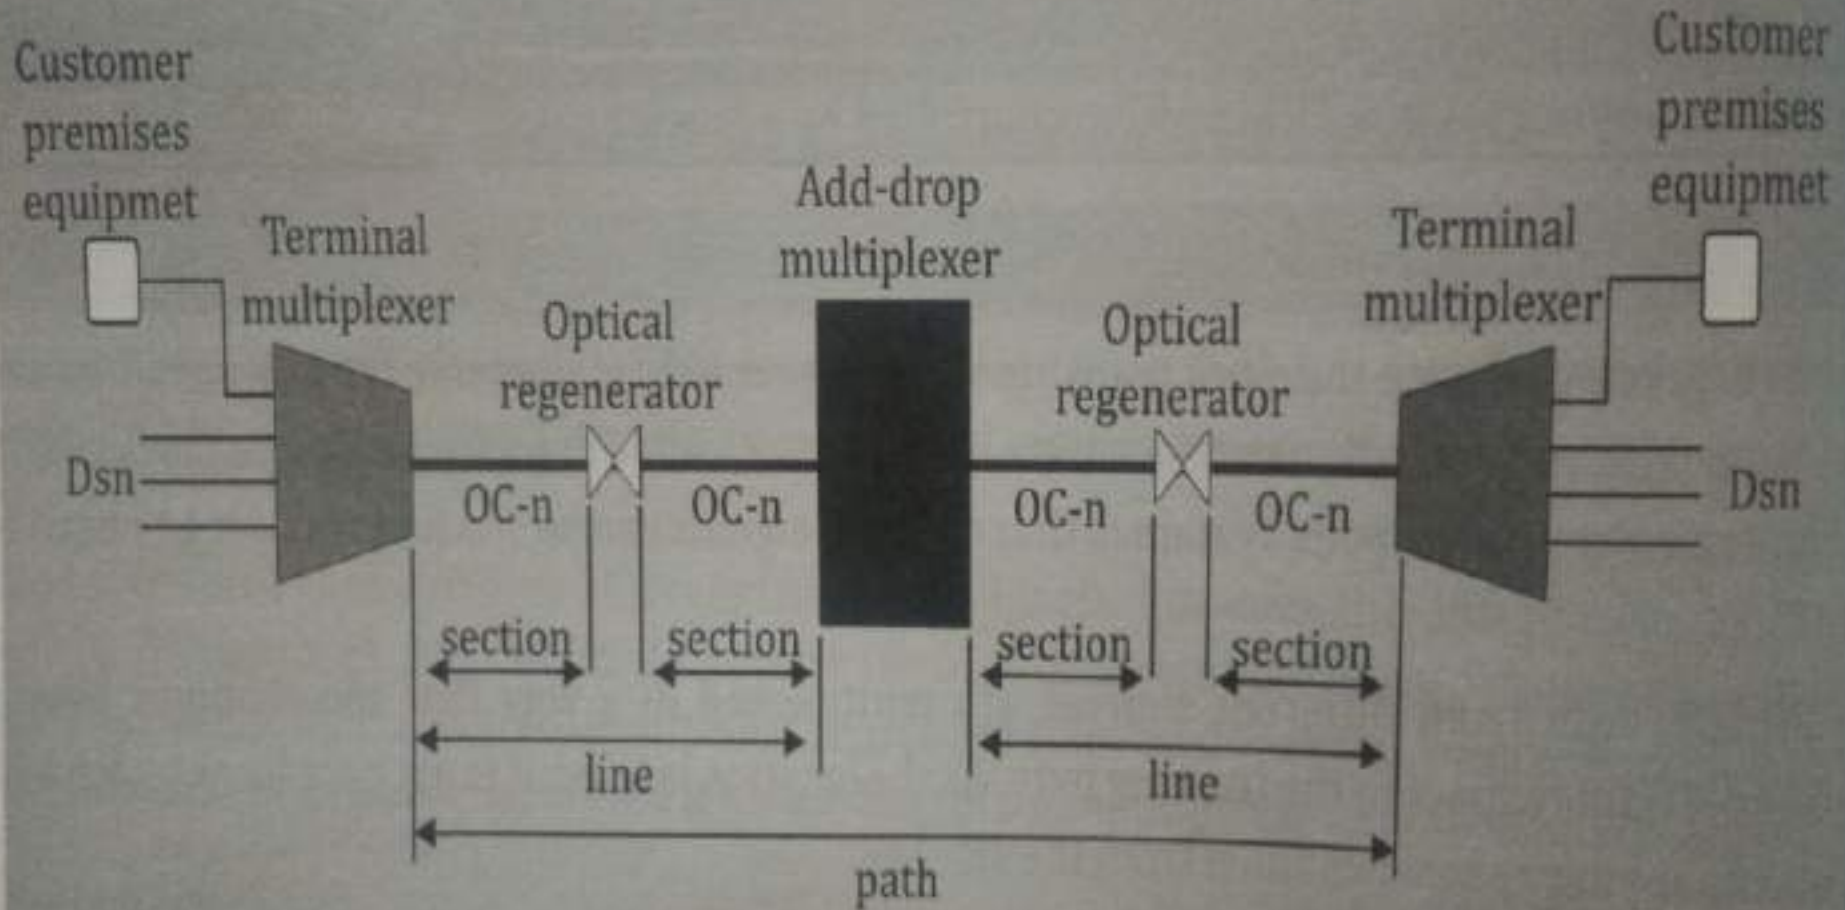 Customer
premises
equipmet
Customer
premises
equipmet
Terminal
multiplexer
Add-drop
multiplexer
Terminal
multiplexer
Optical
regenerator
Optical
regenerator
Dsn
OC-n
OC-n
OC-n
OC-n
Dsn
section
section
section
section
line
line
path